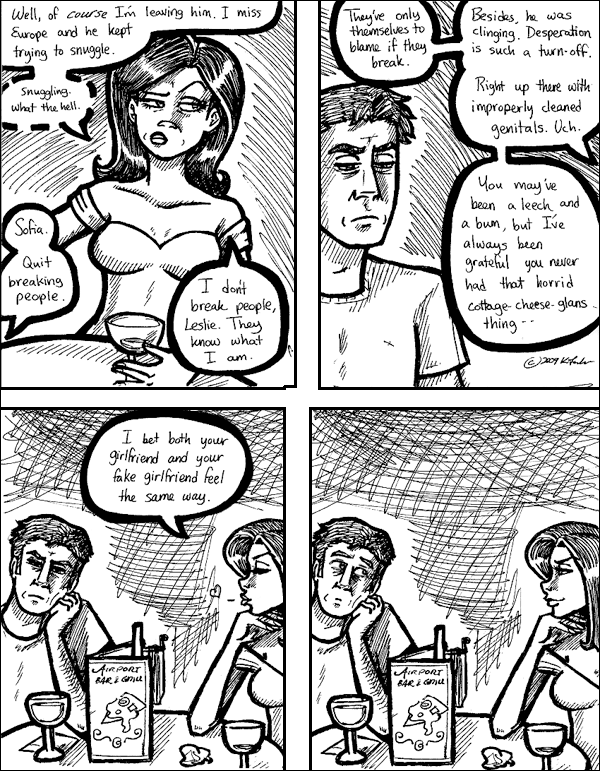 Well, of course I'm leaving him. I miss
Europe and he kept
trying to snuggle.
Snuggling.
What the hell.
Sofia.
Quit
breaking
people.
I don't
break people,
Leslie. They
know what
I am.
They've only
themselves to
blame if they
break.
Besides, he was
clinging. Desperation
is such a turn-off.
Right up there with
improperly cleaned
genitals. Uch.
You may've
been a leech and
a bum, but I've
always been
grateful you never
had that horrid
cottage-cheese-glans
thing--
I bet both your
girlfriend and your
fake girlfriend feel
the same way.
AIRPORT
BAR & GRILL
AIRPORT
BAR & GRILL